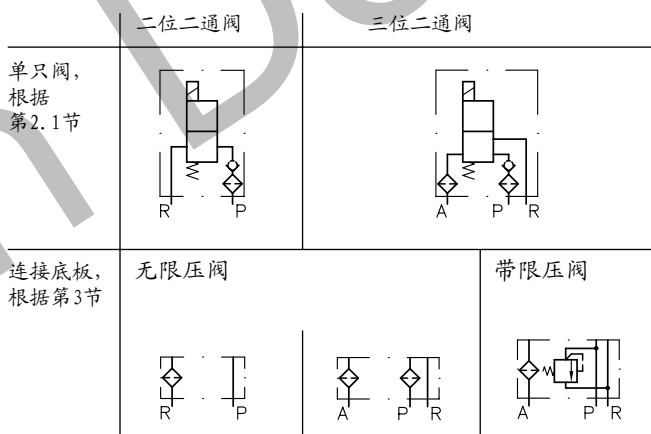 二位二通阀
三位二通阀
单只阀,
根据
第2.1节
R P
A P R
连接底板,
根据第3节
无限压阀
带限压阀
R P
A P R
A P R